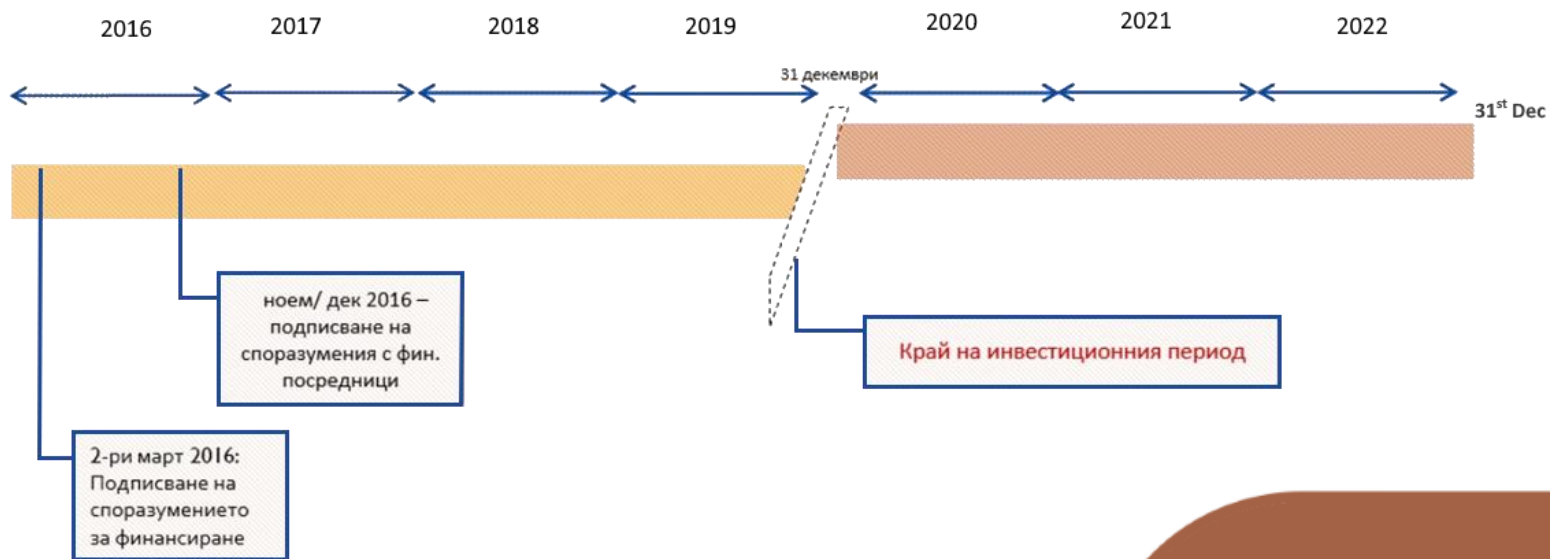 2016
2017
2018
2019
2020
2021
2022
31 декември
31st Dec
ноем/ дек 2016 –
подписване на
споразумения с фин.
посредници
Край на инвестиционния период
2-ри март 2016:
Подписване на
споразумението
за финансиране